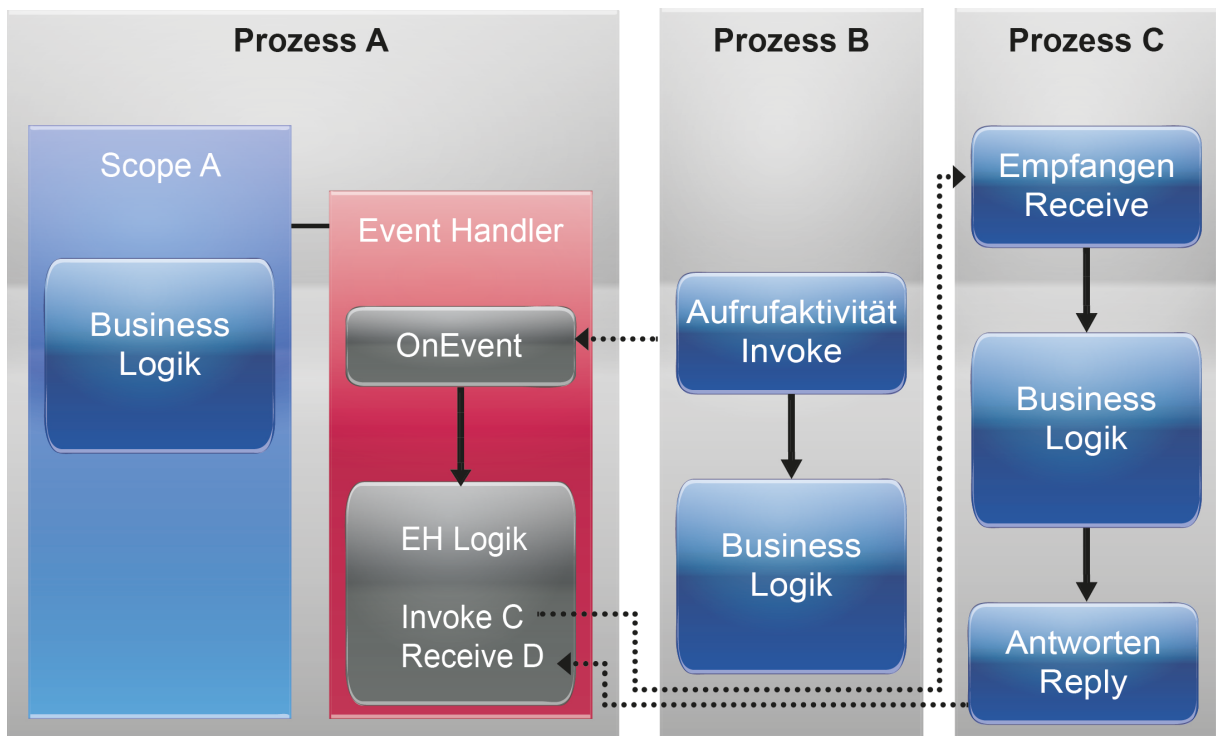 Prozess A
Scope A
Business
Logik
Event Handler
OnEvent
EH Logik
Invoke C
Receive D
Prozess B
Aufrufaktivität
Invoke
Business
Logik
Prozess C
Empfangen
Receive
Business
Logik
Antworten
Reply